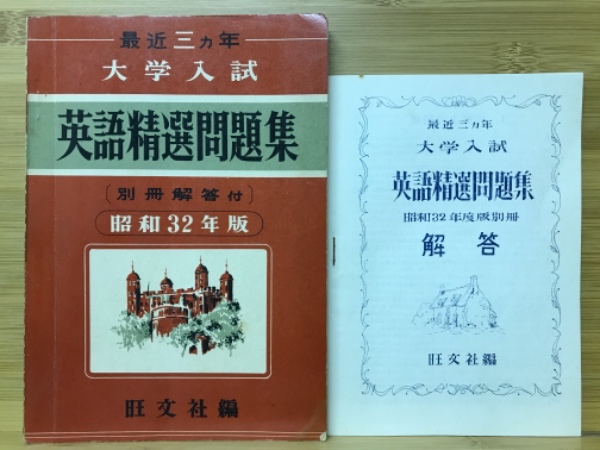 最近三ヵ年
大学入試
英語精選問題集
〔別冊解答付〕
昭和32年版
旺文社編
最近三ヵ年
大学入試
英語精選問題集
昭和32年度版別冊
解答
旺文社編